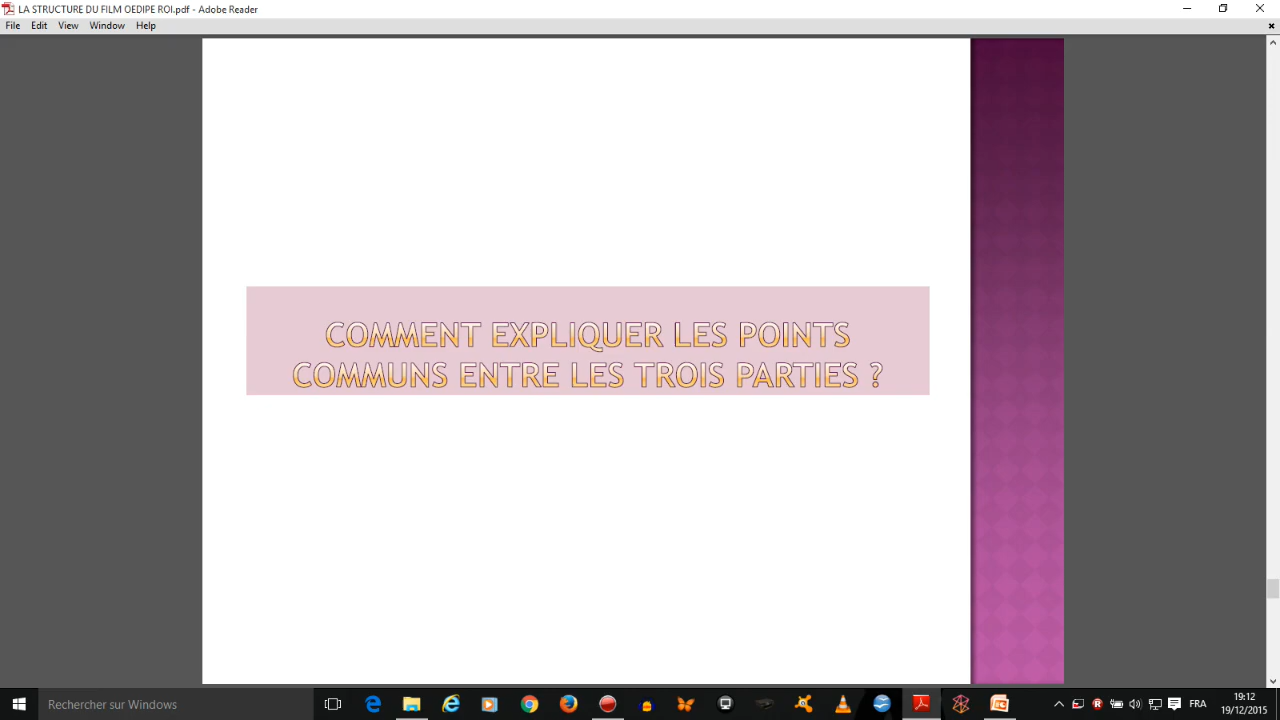 LA STRUCTURE DU FILM OEDIPE ROI.pdf - Adobe Reader
File Edit View Window Help
COMMENT EXPLIQUER LES POINTS
COMMUNS ENTRE LES TROIS PARTIES ?
Rechercher sur Windows
FRA
19:12
19/12/2015